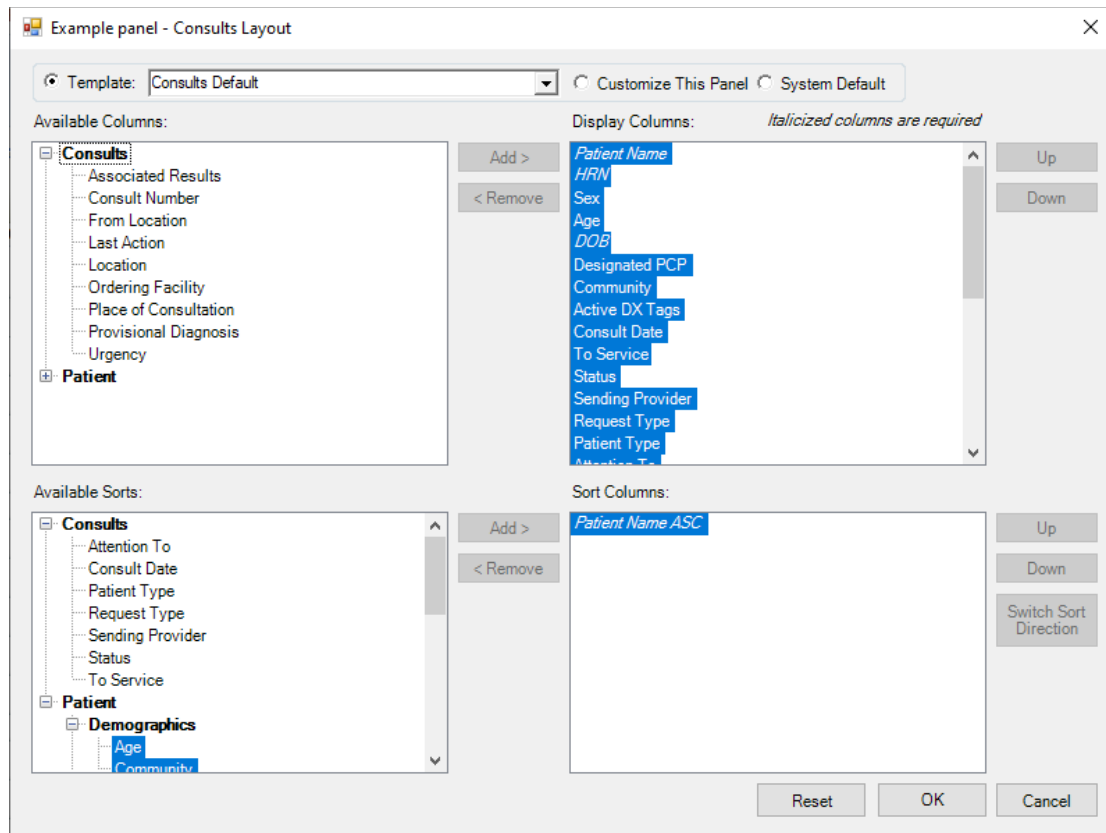 Example panel - Consults Layout
Template: Consults Default Customize This Panel System Default
Available Columns:
Consults
Associated Results
Consult Number
From Location
Last Action
Location
Ordering Facility
Place of Consultation
Provisional Diagnosis
Urgency
Patient
Add >
< Remove
Display Columns: Italicized columns are required
Patient Name
HRN
Sex
Age
DOB
Designated PCP
Community
Active DX Tags
Consult Date
To Service
Status
Sending Provider
Request Type
Patient Type
Attention To
Up
Down
Available Sorts:
Consults
Attention To
Consult Date
Patient Type
Request Type
Sending Provider
Status
To Service
Patient
Demographics
Age
Community
Add >
< Remove
Sort Columns:
Patient Name ASC
Up
Down
Switch Sort
Direction
Reset OK Cancel